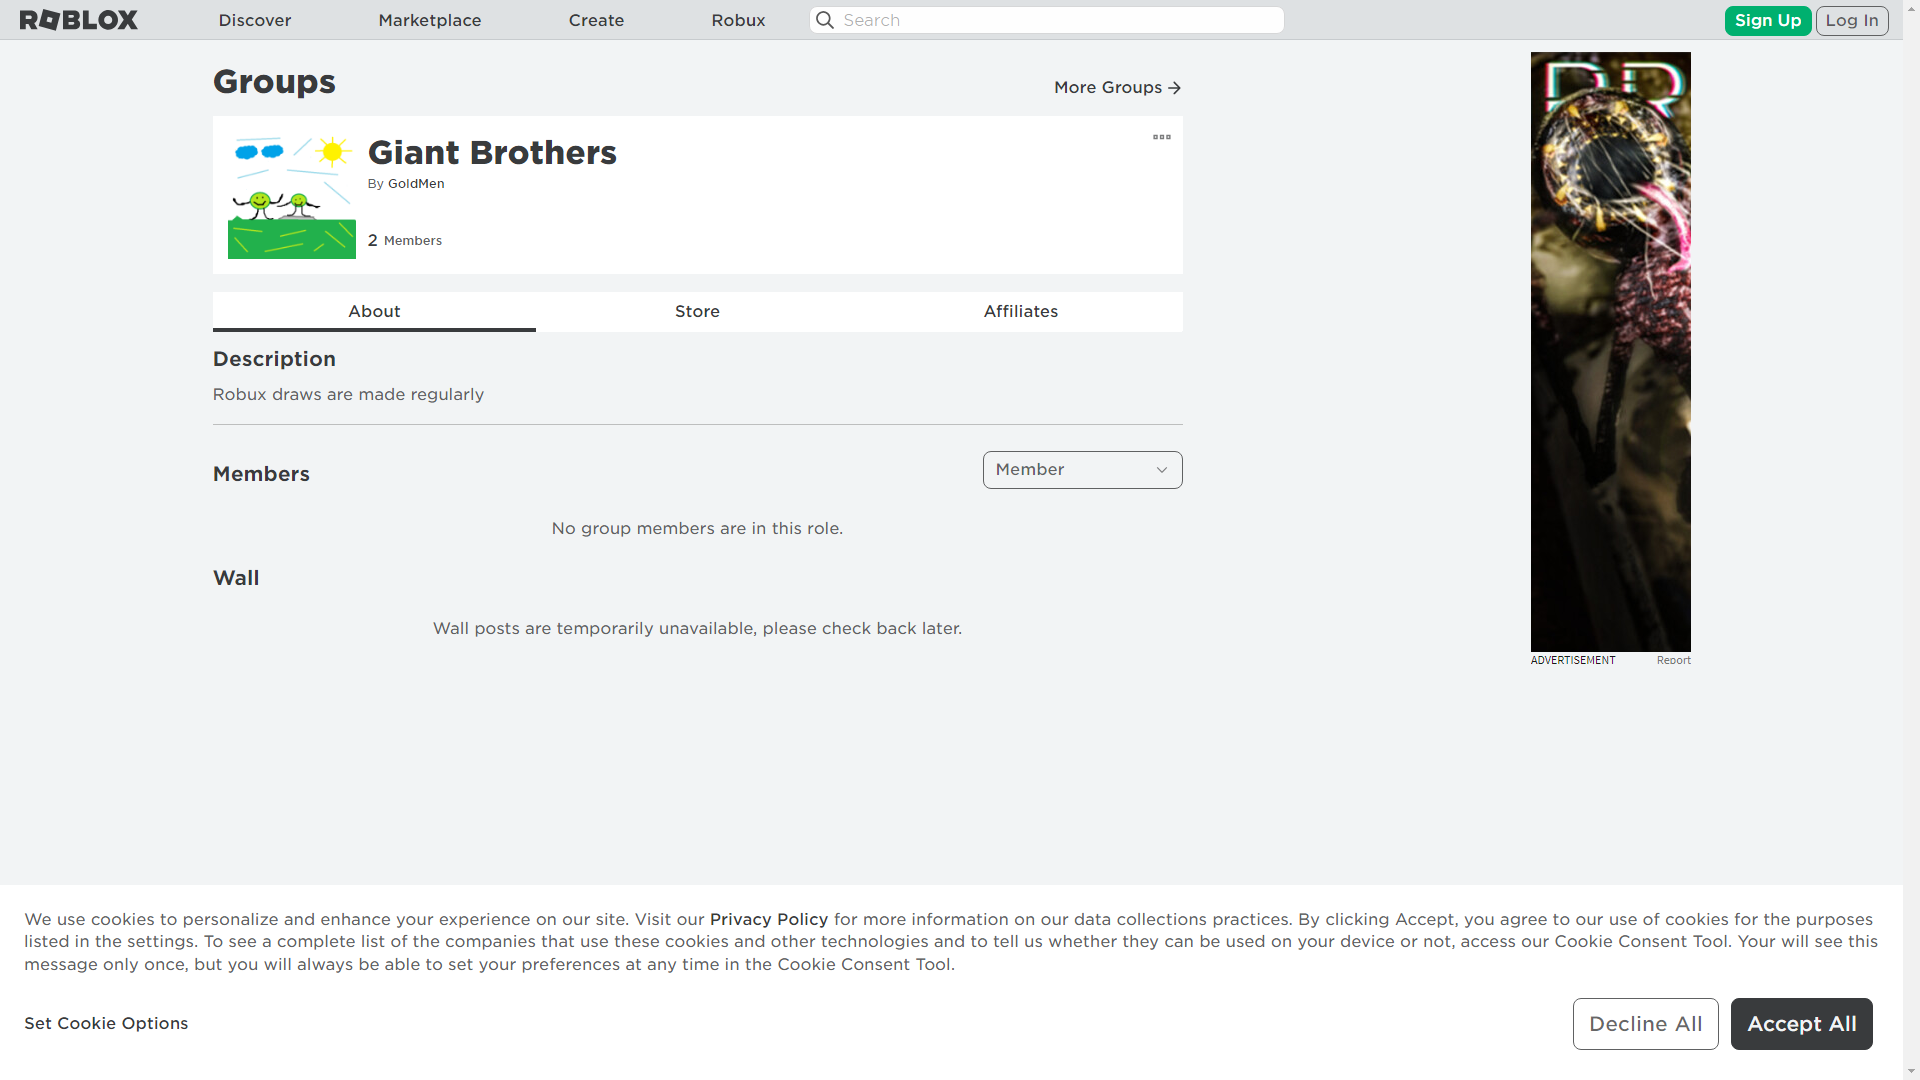 ROBLOX Discover Marketplace Create Robux Search Sign Up Log In
Groups
More Groups
Giant Brothers
By GoldMen
2 Members
About Store Affiliates
Description
Robux draws are made regularly
Members
Member
No group members are in this role.
Wall
Wall posts are temporarily unavailable, please check back later.
ADVERTISEMENT Report
We use cookies to personalize and enhance your experience on our site. Visit our Privacy Policy for more information on our data collections practices. By clicking Accept, you agree to our use of cookies for the purposes
listed in the settings. To see a complete list of the companies that use these cookies and other technologies and to tell us whether they can be used on your device or not, access our Cookie Consent Tool. Your will see this
message only once, but you will always be able to set your preferences at any time in the Cookie Consent Tool.
Set Cookie Options
Decline All Accept All